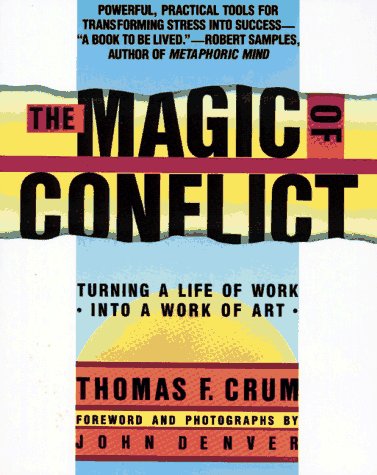 POWERFUL, PRACTICAL TOOLS FOR
TRANSFORMING STRESS INTO SUCCESS—
“A BOOK TO BE LIVED.”—ROBERT SAMPLES,
AUTHOR OF METAPHORIC MIND
THE MAGIC OF
CONFLICT
TURNING A LIFE OF WORK
• INTO A WORK OF ART •
THOMAS F. CRUM
FOREWORD AND PHOTOGRAPHS BY
JOHN DENVER